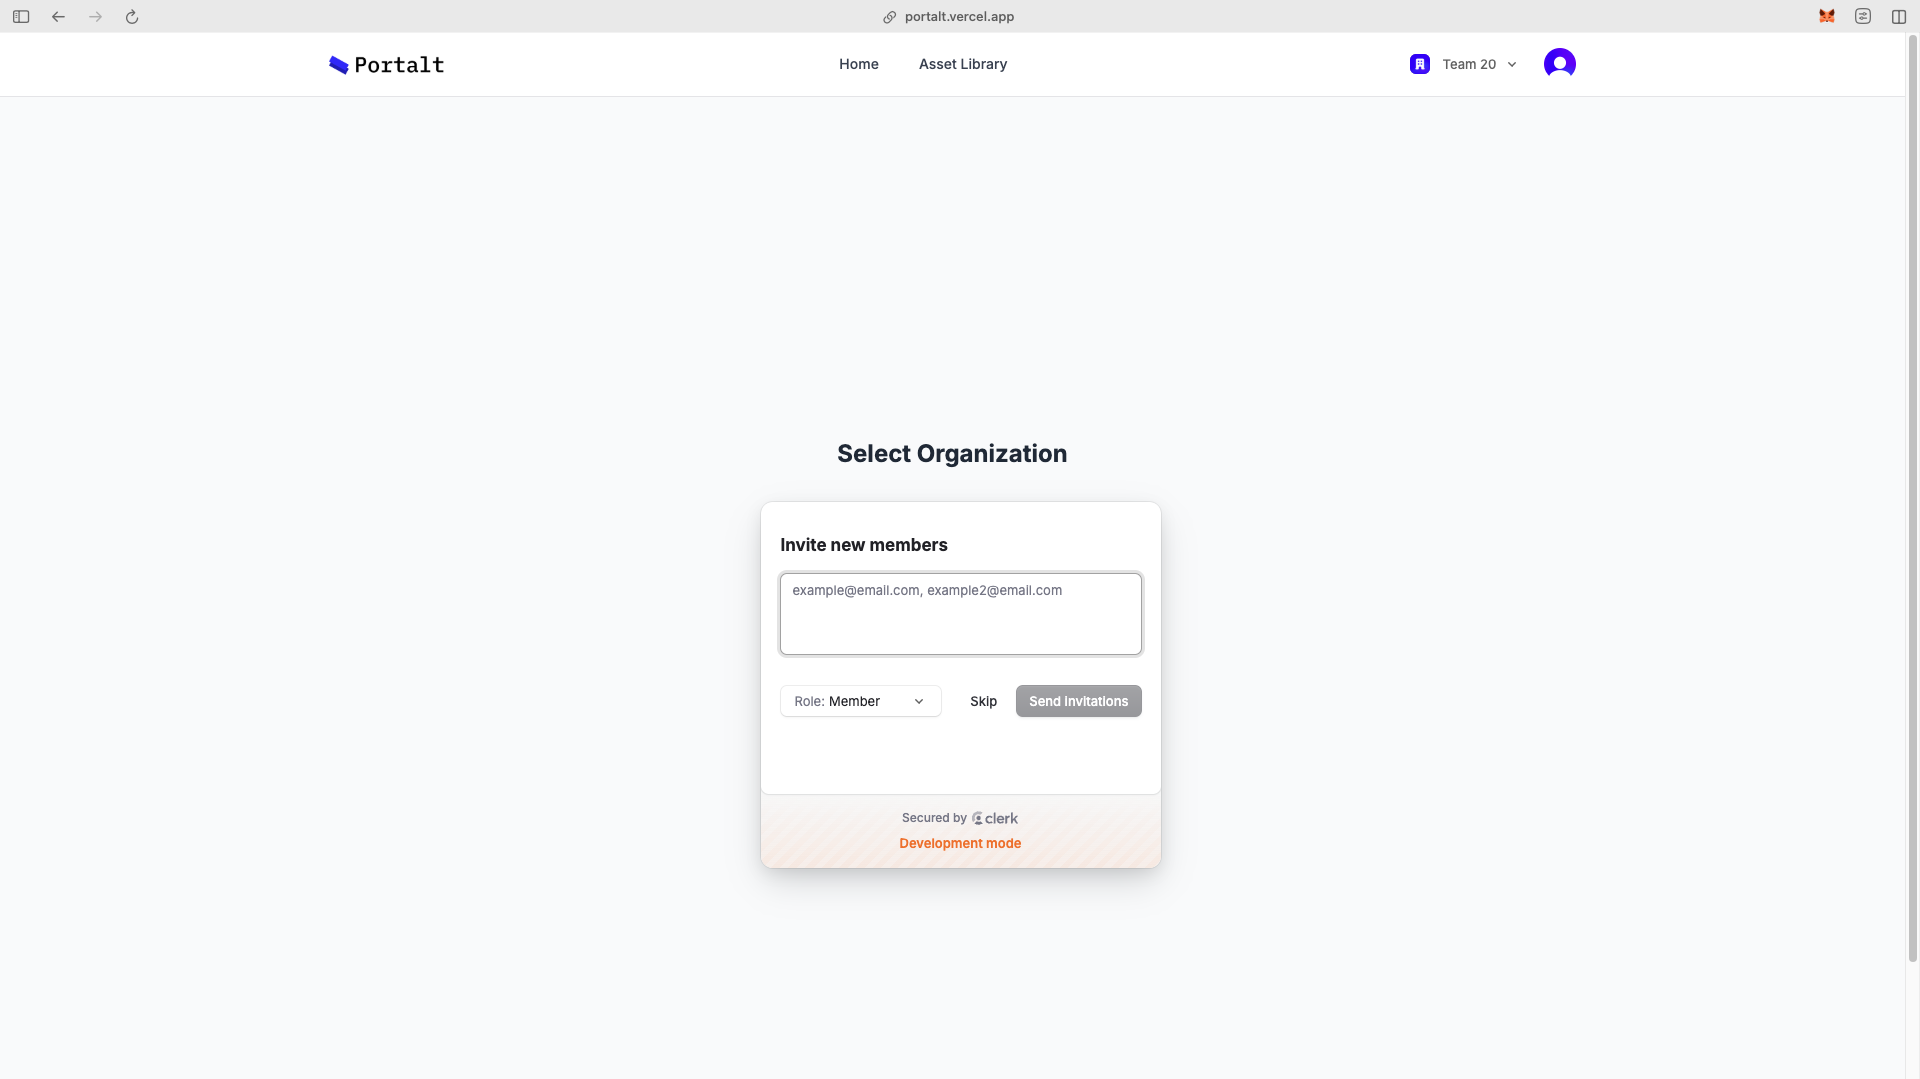 portalt.vercel.app
Portalt
Home
Asset Library
Team 20
Select Organization
Invite new members
example@email.com, example2@email.com
Role: Member
Skip
Send invitations
Secured by clerk
Development mode